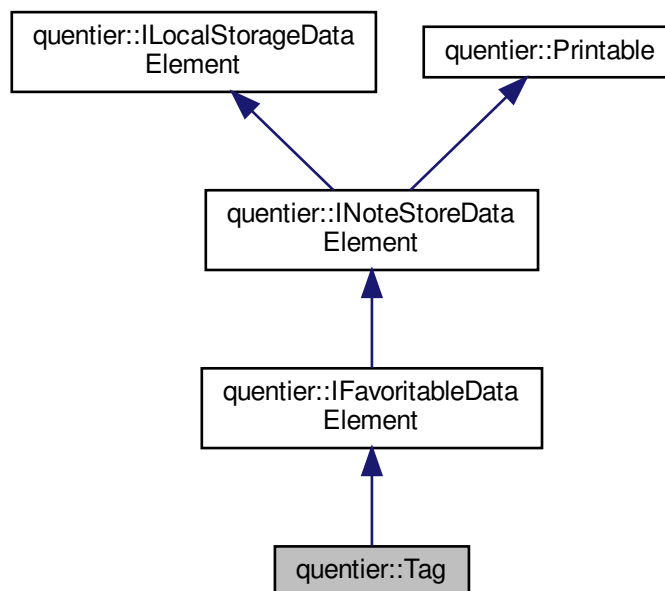 quentier::ILocalStorageData
Element
quentier::Printable
quentier::INoteStoreData
Element
quentier::IFavoritableData
Element
quentier::Tag